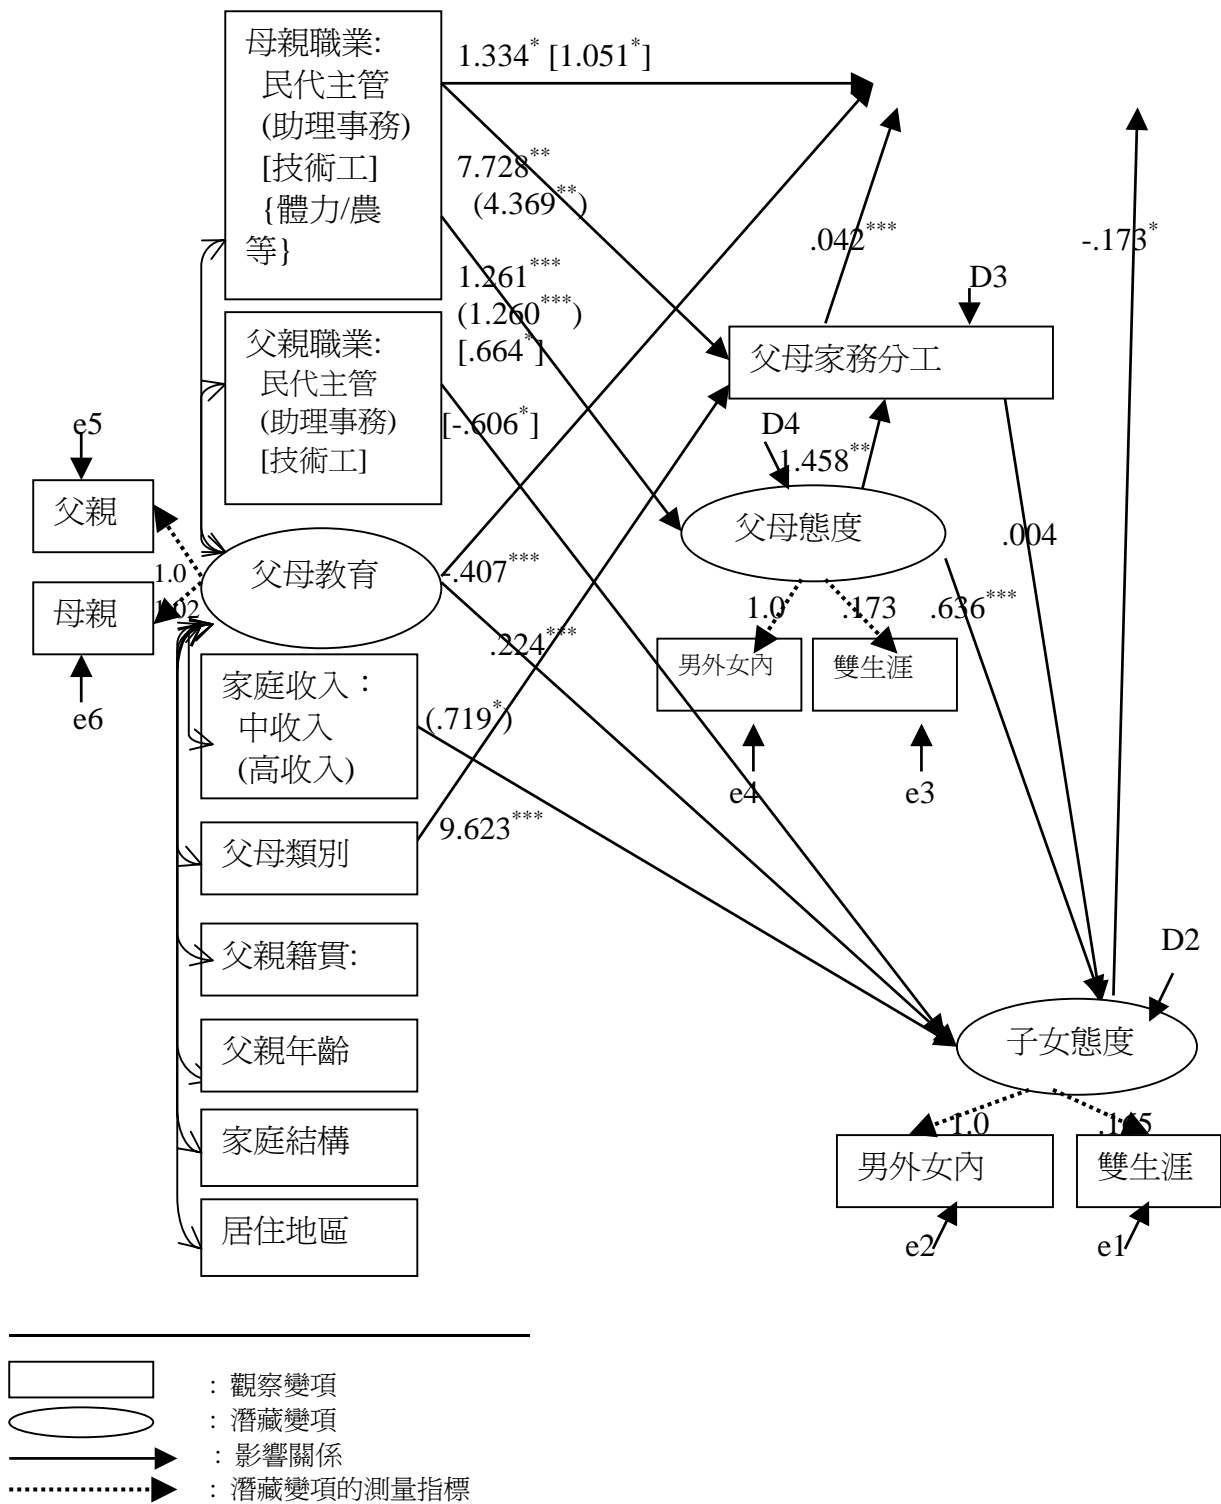 母親職業:
民代主管
(助理事務)
[技術工]
{體力/農
等}
1.334* [1.051*]
7.728**
(4.369**)
1.261***
(1.260***)
[.664*]
.042***
-.173*
D3
父母家務分工
父親職業:
民代主管
(助理事務)
[技術工]
[-.606*]
D4
1.458**
父母態度
.004
e5
父親
1.0
母親
1.02
e6
父母教育
-.407***
.224***
1.0
.173
.636***
男外女內
雙生涯
e4
e3
家庭收入：
中收入
(高收入)
(.719*)
父母類別
9.623***
父親籍貫:
父親年齡
家庭結構
居住地區
D2
子女態度
1.0
男外女內
雙生涯
e2
e1
: 觀察變項
: 潛藏變項
: 影響關係
: 潛藏變項的測量指標